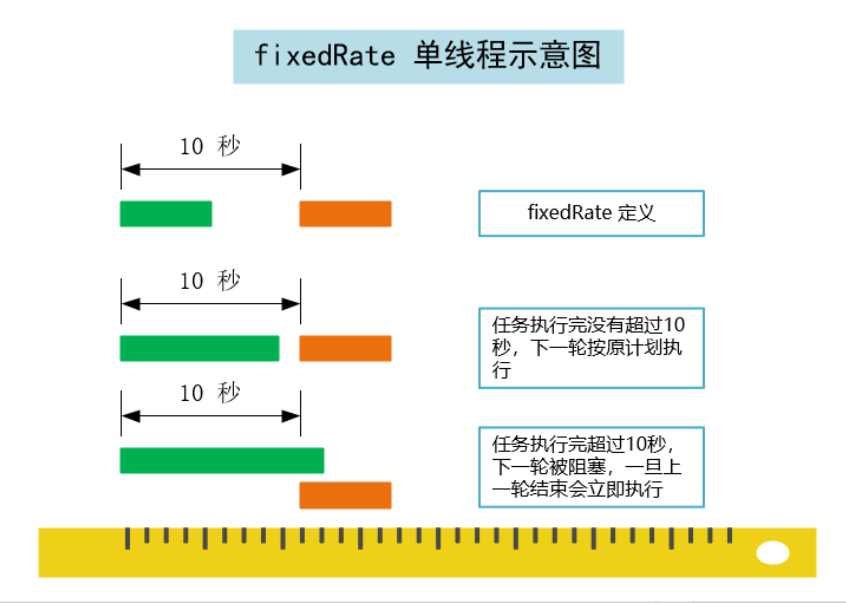 fixedRate 单线程示意图
10 秒
fixedRate 定义
10 秒
任务执行完没有超过10
秒，下一轮按原计划执
行
10 秒
任务执行完超过10秒，
下一轮被阻塞，一旦上
一轮结束会立即执行